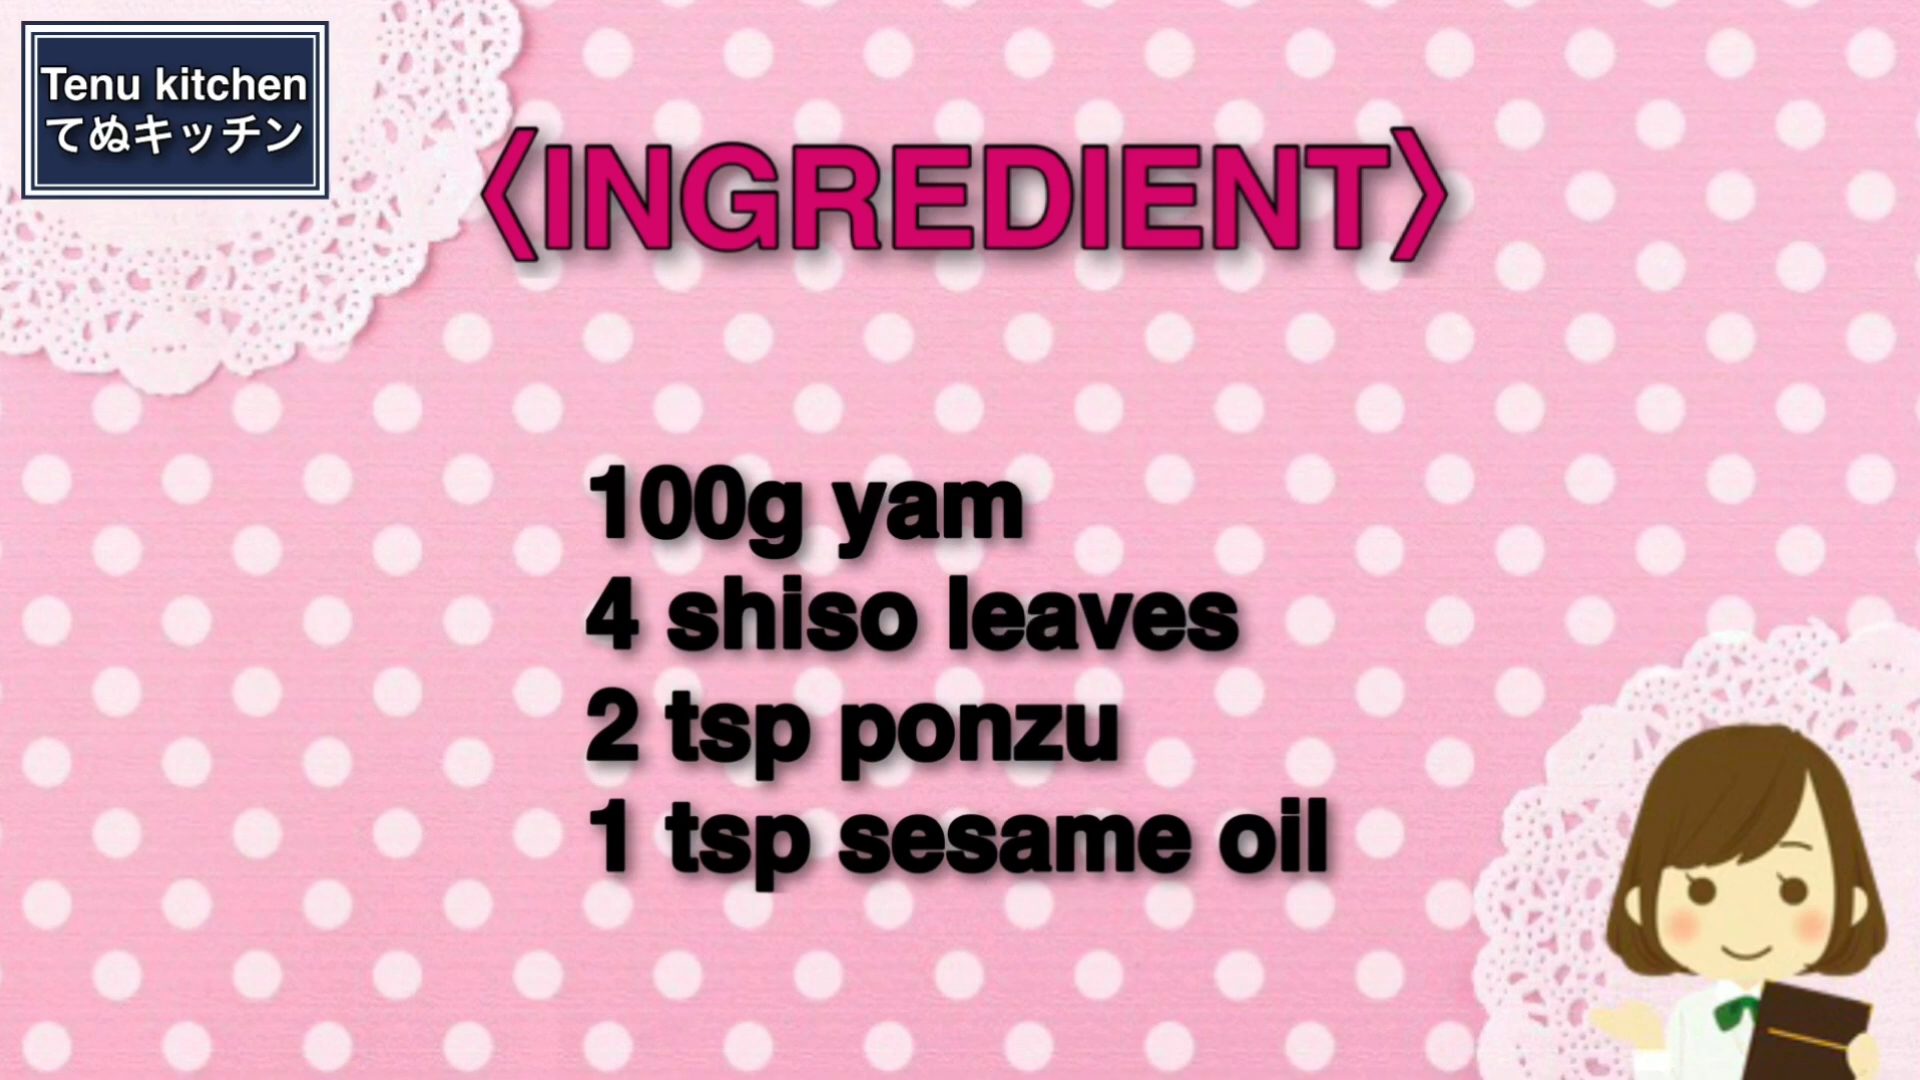 Tenu kitchen
てぬキッチン
〈INGREDIENT〉
100g yam
4 shiso leaves
2 tsp ponzu
1 tsp sesame oil